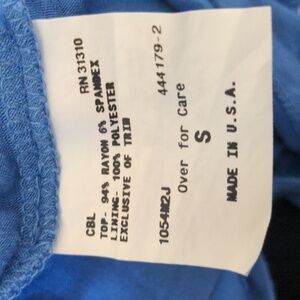 RN 31310
CBL
TOP- 94% RAYON 6% SPANDEX
LINING- 100% POLYESTER
EXCLUSIVE OF TRIM
444179-2
1054M2J
Over for Care
S
MADE IN U.S.A.